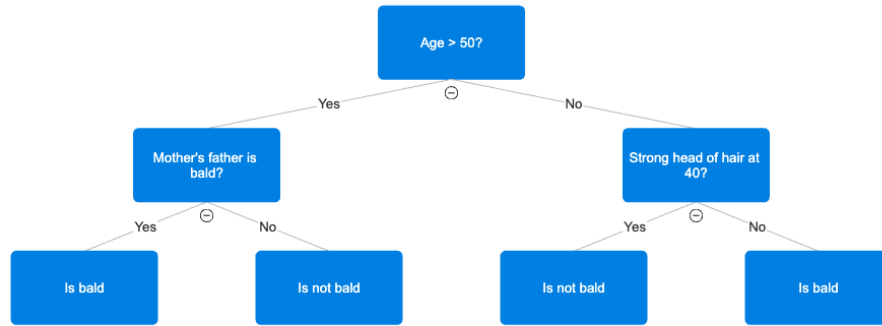 Age > 50?
Yes
No
Mother's father is
bald?
Strong head of hair at
40?
Yes
No
Yes
No
Is bald
Is not bald
Is not bald
Is bald